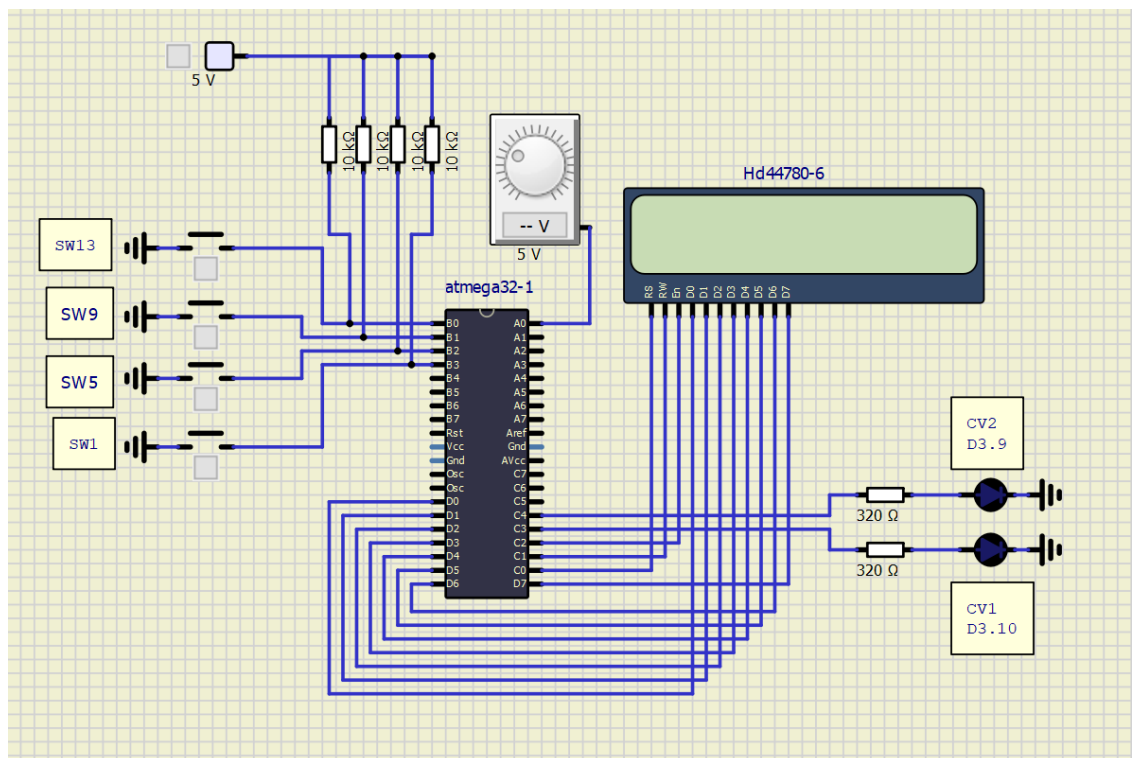 5 V
10 kΩ
10 kΩ
10 kΩ
10 kΩ
-- V
5 V
Hd44780-6
RS
RW
En
D0
D1
D2
D3
D4
D5
D6
D7
SW13
SW9
SW5
SW1
atmega32-1
B0 A0
B1 A1
B2 A2
B3 A3
B4 A4
B5 A5
B6 A6
B7 A7
Rst Aref
Vcc Gnd
Gnd AVcc
Osc C7
Osc C6
D0 C5
D1 C4
D2 C3
D3 C2
D4 C1
D5 C0
D6 D7
CV2
D3.9
320 Ω
320 Ω
CV1
D3.10